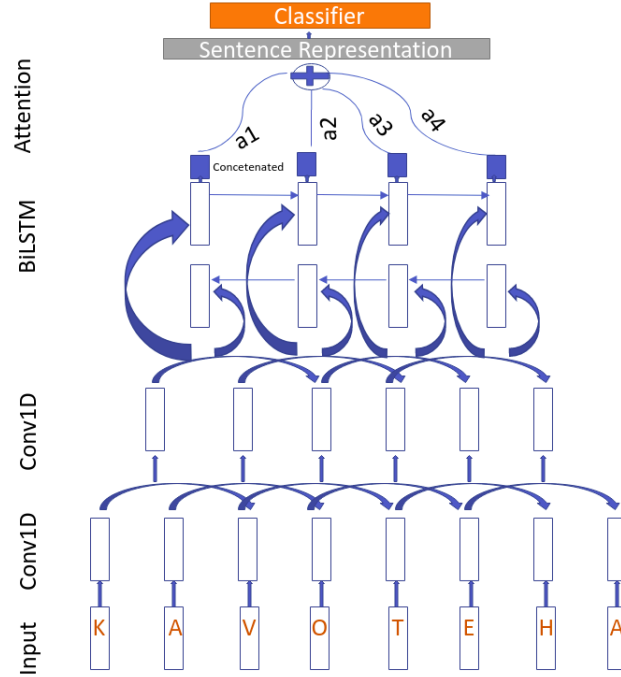 Classifier
Sentence Representation
Attention
a1
a2
a3
a4
Concetenated
BiLSTM
Conv1D
Conv1D
Input
K A V O T E H A